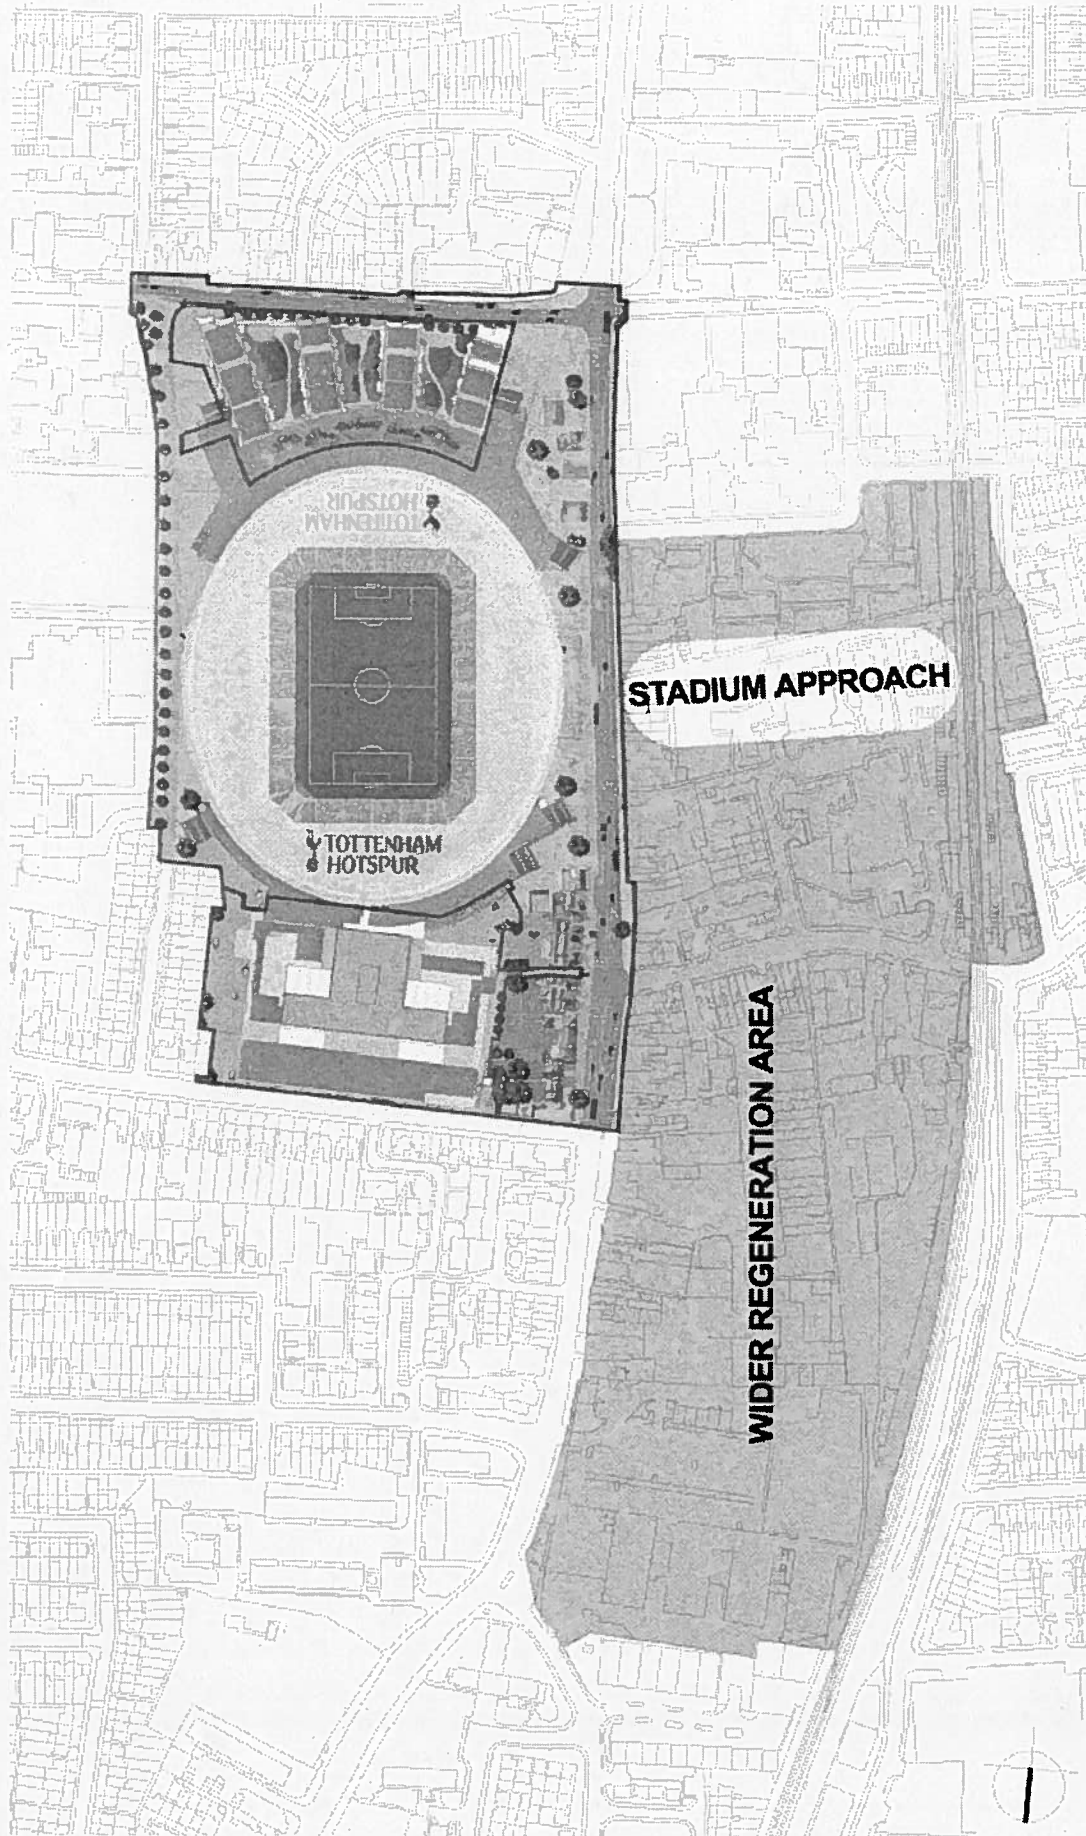 TOTTENHAM
HOTSPUR
STADIUM APPROACH
TOTTENHAM
HOTSPUR
WIDER REGENERATION AREA